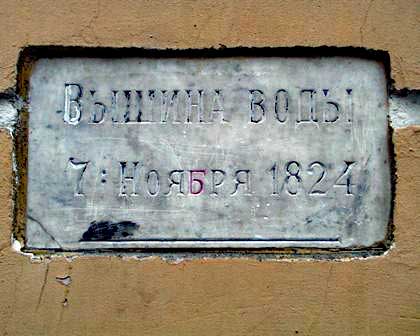 Вышина воды
7: Ноября 1824